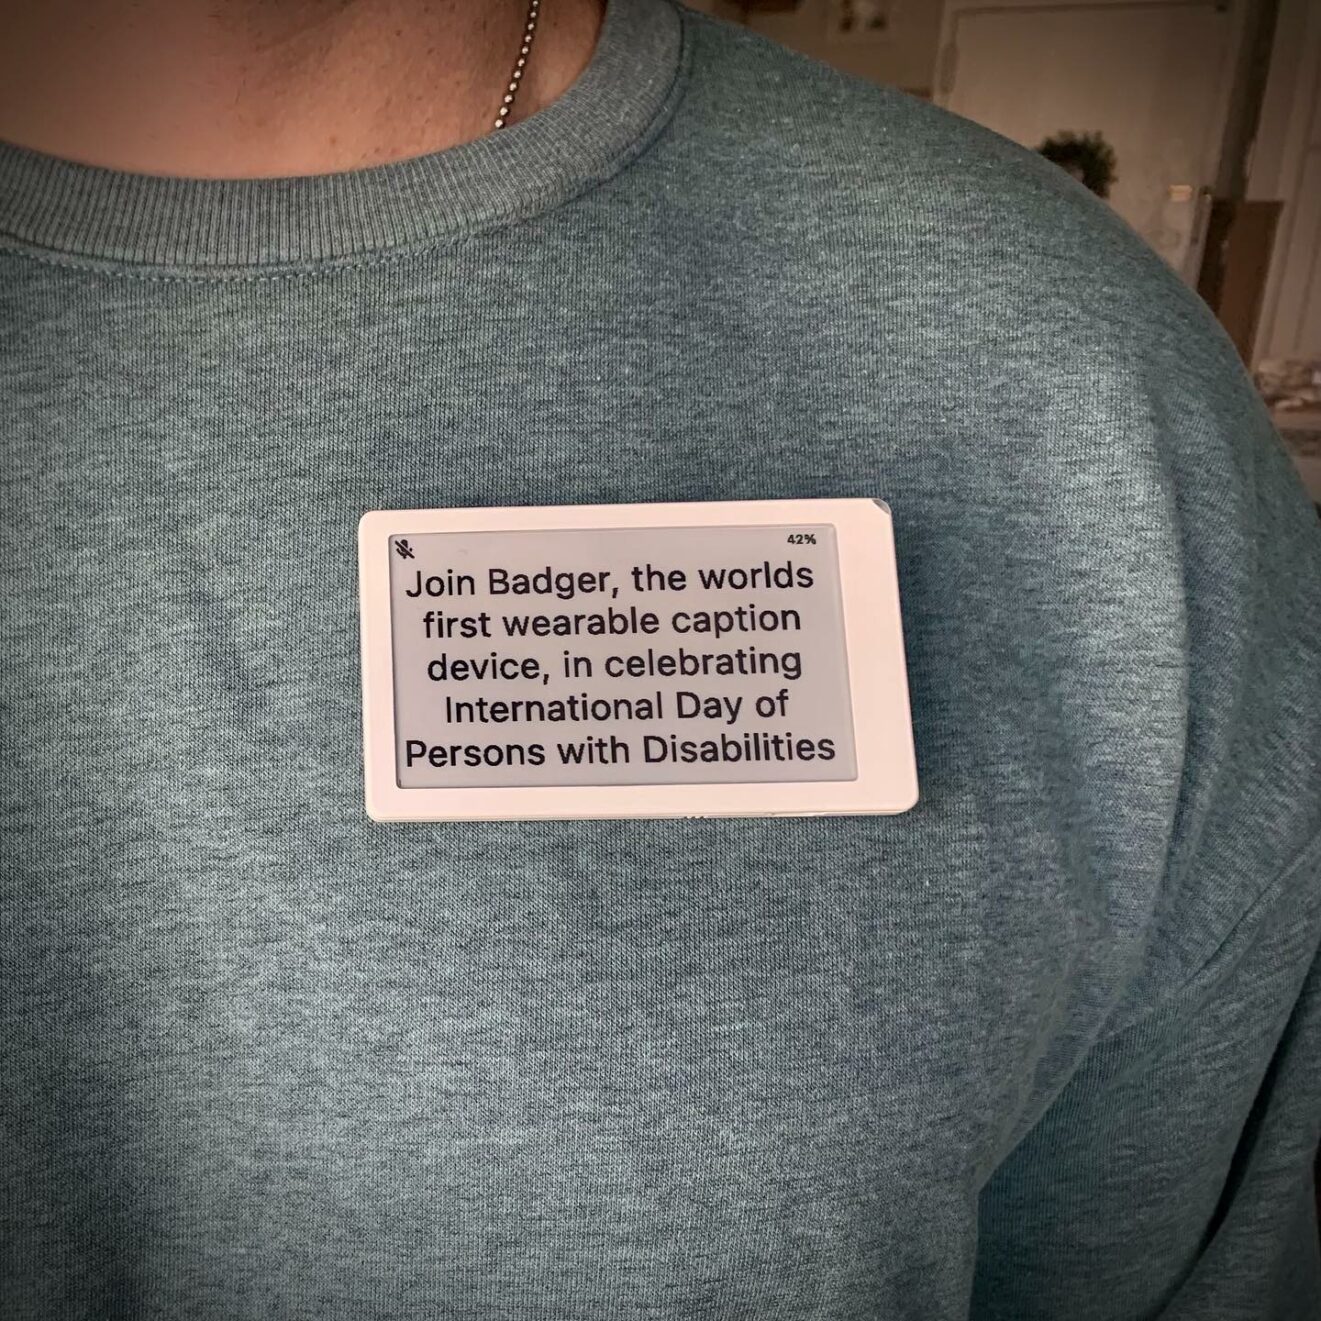 42%
Join Badger, the worlds
first wearable caption
device, in celebrating
International Day of
Persons with Disabilities